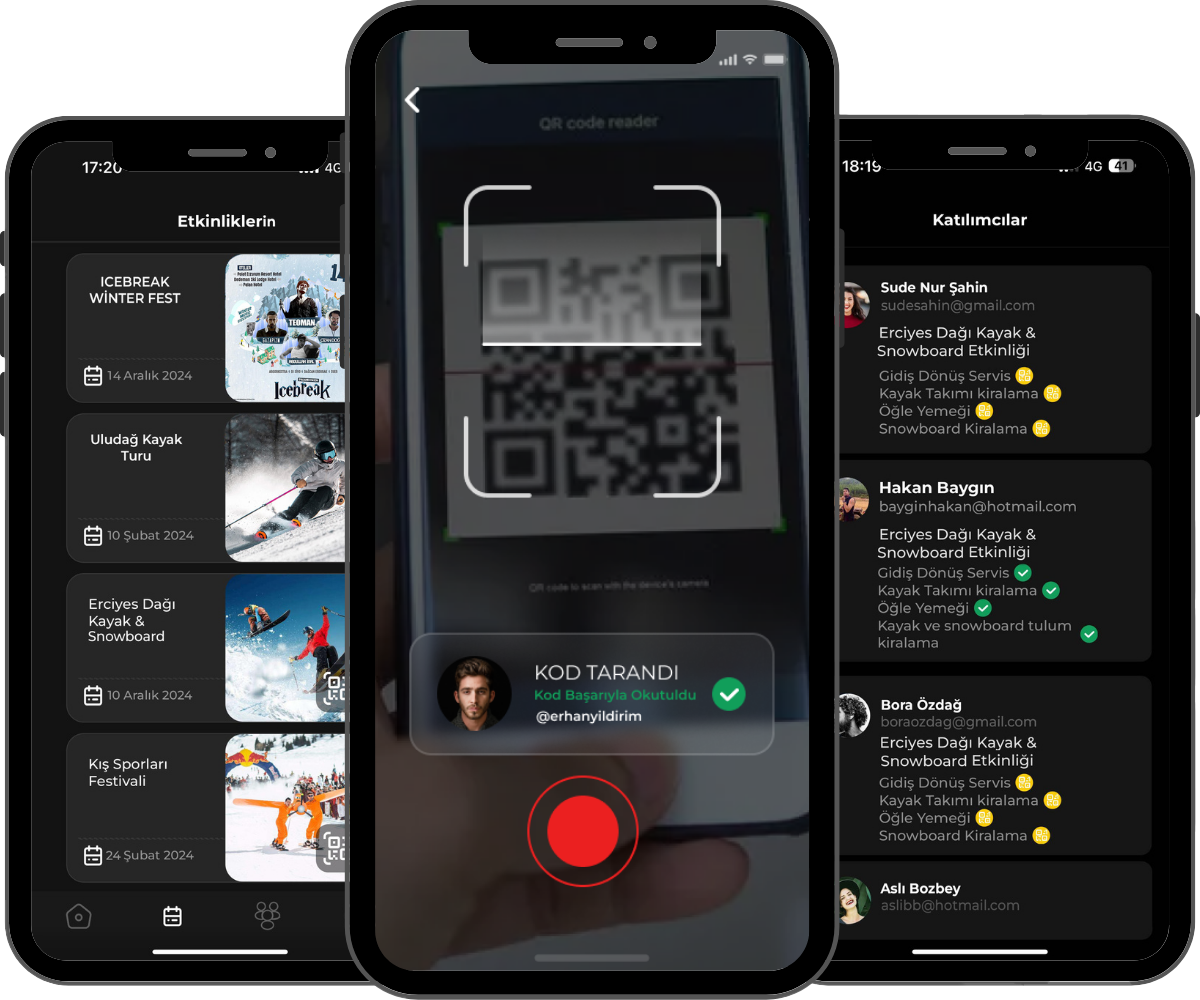 17:20
4G
Etkinliklerin
ICEBREAK
WİNTER FEST
14 Aralık 2024
TEOMAN
Icebreak
Uludağ Kayak
Turu
10 Şubat 2024
Erciyes Dağı
Kayak &
Snowboard
10 Aralık 2024
Kış Sporları
Festivali
24 Şubat 2024
QR code reader
QR code to scan with the device's camera
KOD TARANDI
Kod Başarıyla Okutuldu
@erhanyildirim
18:19
4G 41
Katılımcılar
Sude Nur Şahin
sudesahin@gmail.com
Erciyes Dağı Kayak &
Snowboard Etkinliği
Gidiş Dönüş Servis
Kayak Takımı kiralama
Öğle Yemeği
Snowboard Kiralama
Hakan Baygın
bayginhakan@hotmail.com
Erciyes Dağı Kayak &
Snowboard Etkinliği
Gidiş Dönüş Servis
Kayak Takımı kiralama
Öğle Yemeği
Kayak ve snowboard tulum
kiralama
Bora Özdağ
boraozdag@gmail.com
Erciyes Dağı Kayak &
Snowboard Etkinliği
Gidiş Dönüş Servis
Kayak Takımı kiralama
Öğle Yemeği
Snowboard Kiralama
Aslı Bozbey
aslibb@hotmail.com